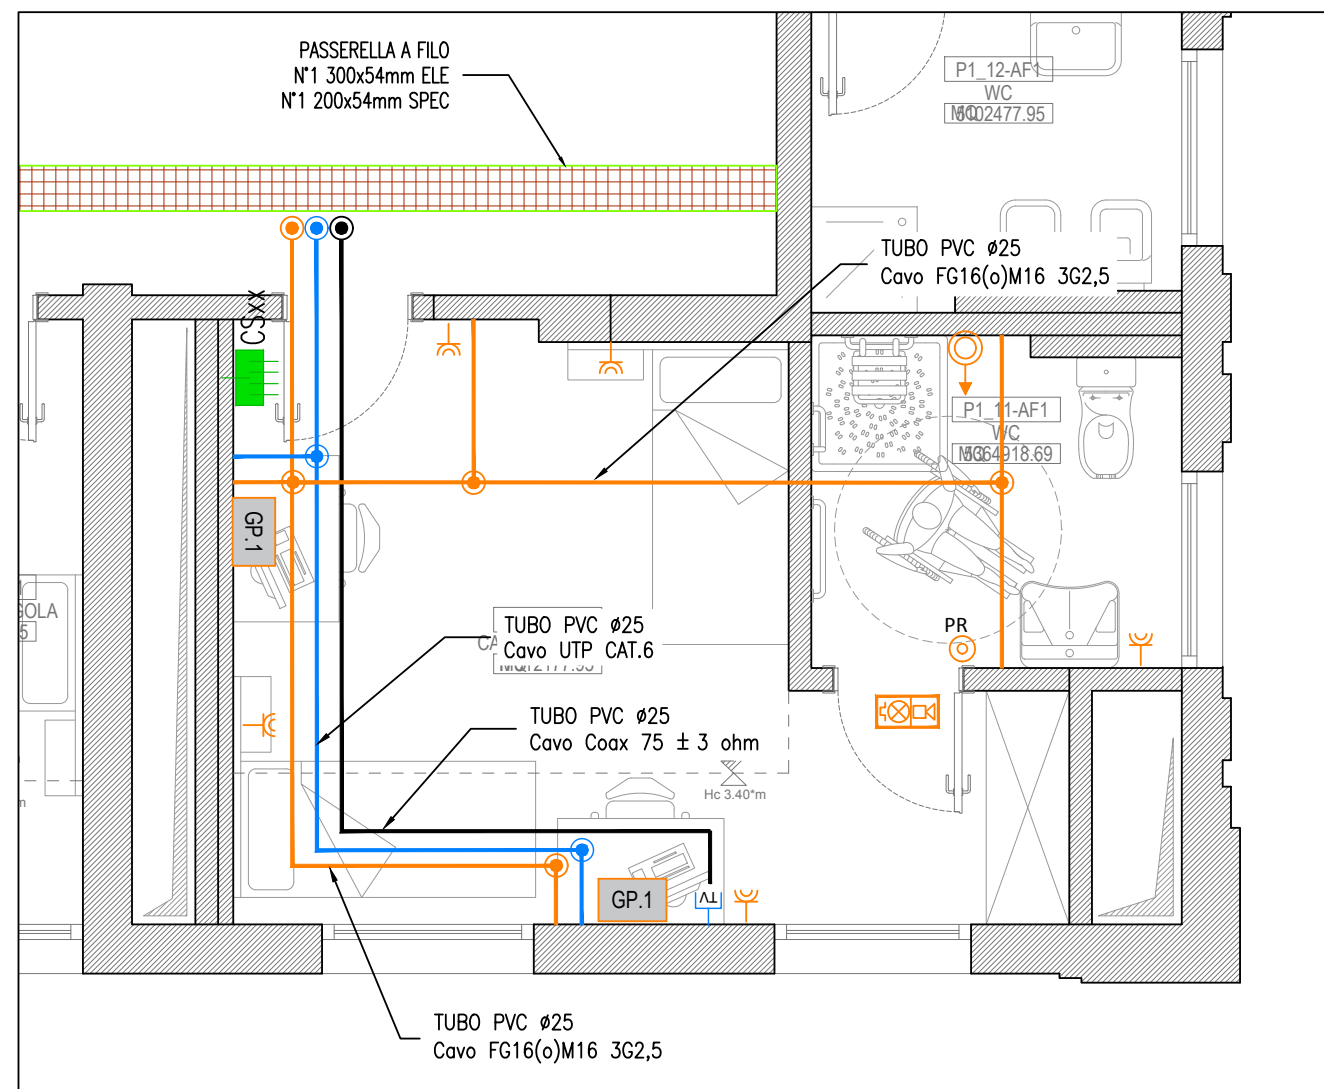 PASSERELLA A FILO
N°1 300x54mm ELE
N°1 200x54mm SPEC
P1_12-AF1
WC
TUBO PVC ø25
Cavo FG16(o)M16 3G2,5
CSxx
P1_11-AF1
WC
GP.1
TUBO PVC ø25
Cavo UTP CAT.6
PR
TUBO PVC ø25
Cavo Coax 75 ± 3 ohm
Hc 3.40*m
GP.1
TV
TUBO PVC ø25
Cavo FG16(o)M16 3G2,5